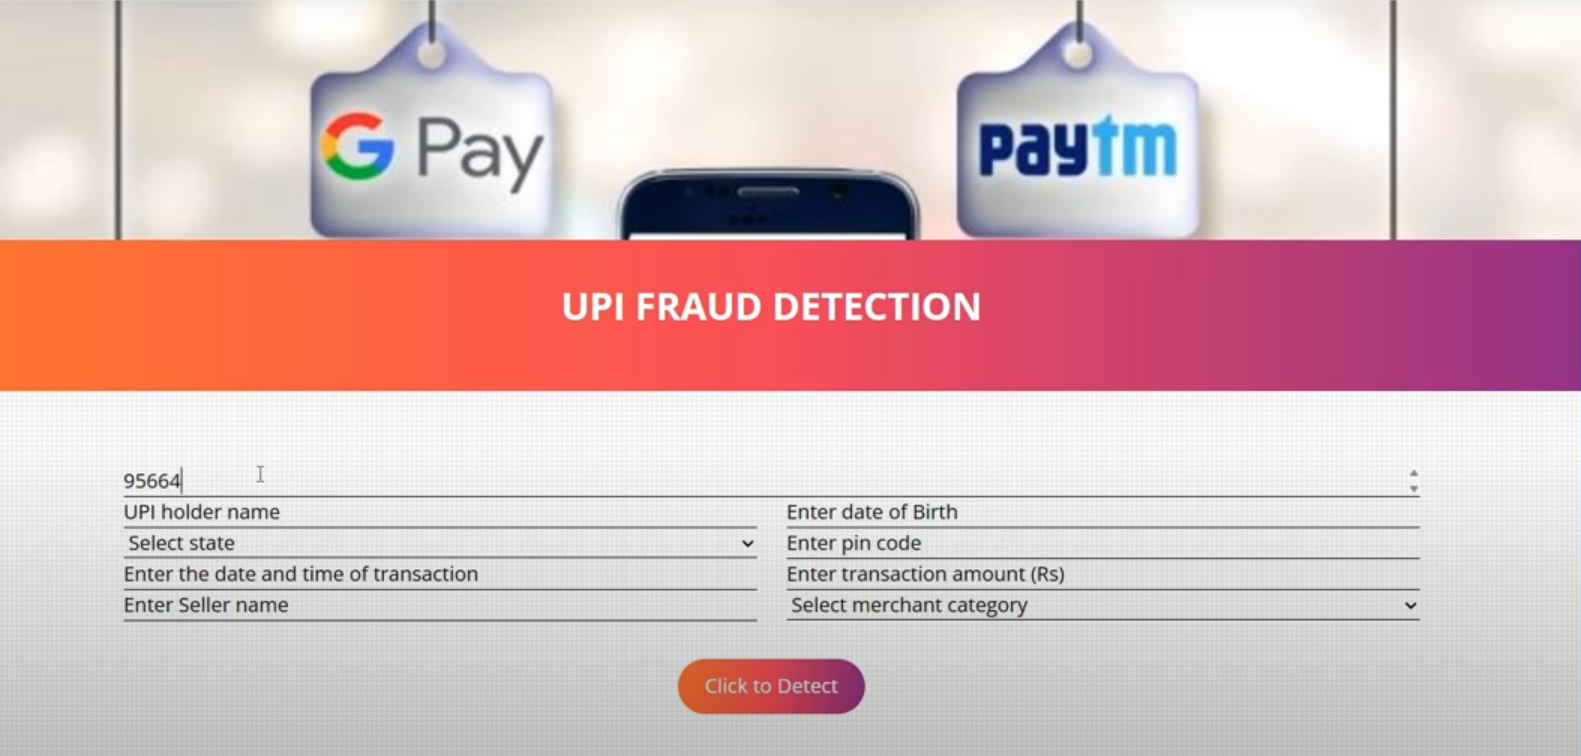 G Pay
paytm
UPI FRAUD DETECTION
95664
UPI holder name
Enter date of Birth
Select state
Enter pin code
Enter the date and time of transaction
Enter transaction amount (Rs)
Enter Seller name
Select merchant category
Click to Detect